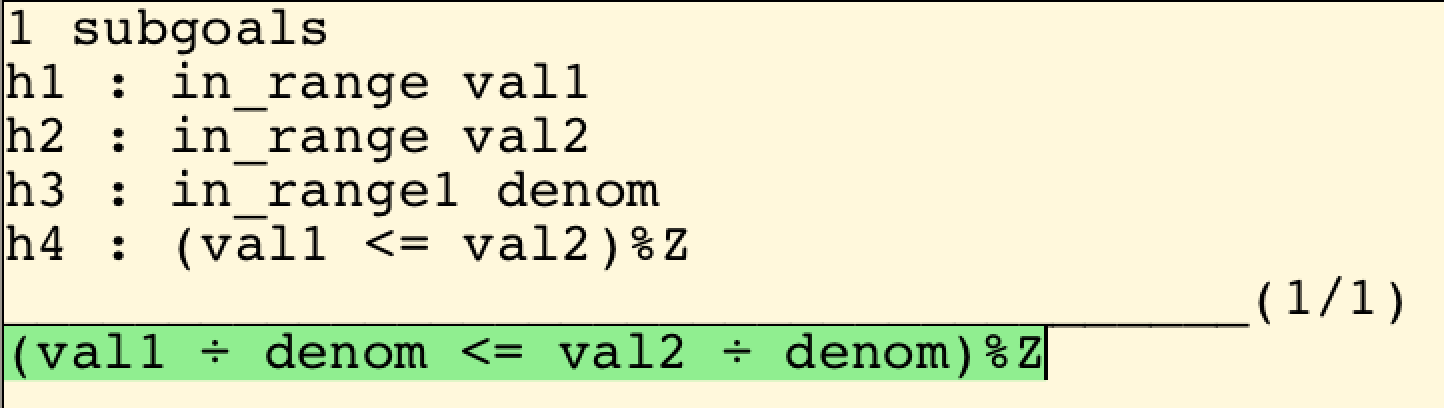 1 subgoals
h1 : in_range val1
h2 : in_range val2
h3 : in_range1 denom
h4 : (val1 <= val2)%Z
______________________________________(1/1)
(val1 ÷ denom <= val2 ÷ denom)%Z